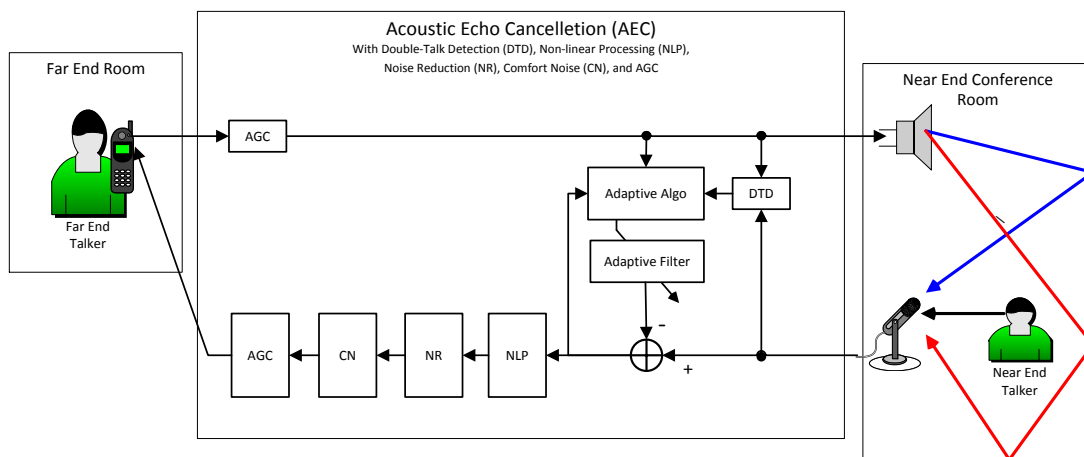 Acoustic Echo Cancelletion (AEC)
With Double-Talk Detection (DTD), Non-linear Processing (NLP),
Noise Reduction (NR), Comfort Noise (CN), and AGC
Far End Room
Near End Conference
Room
AGC
Adaptive Algo
DTD
Far End
Talker
Adaptive Filter
-
+
AGC
CN
NR
NLP
Near End
Talker